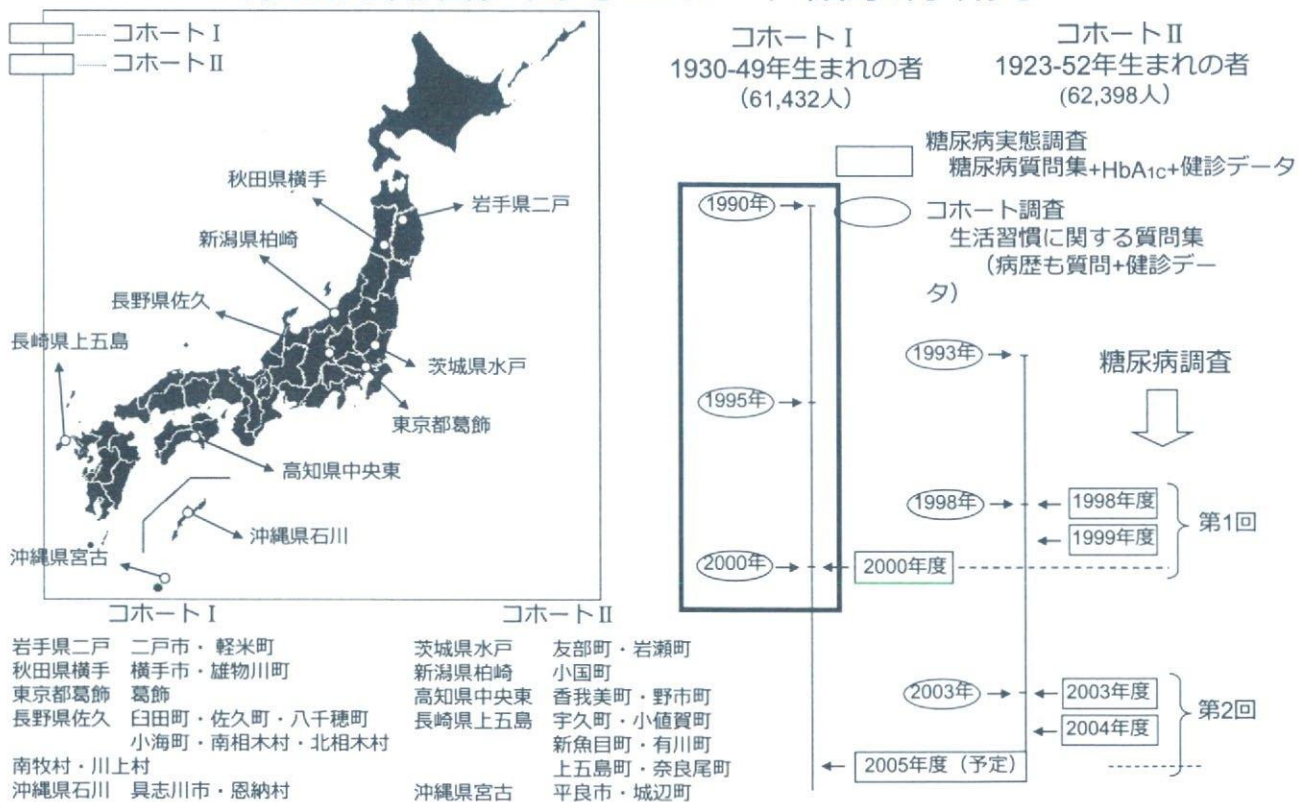 コホートⅠ
コホートⅡ
秋田県横手
岩手県二戸
新潟県柏崎
長野県佐久
長崎県上五島
茨城県水戸
東京都葛飾
高知県中央東
沖縄県石川
沖縄県宮古
コホートⅠ
1930-49年生まれの者
(61,432人)
コホートⅡ
1923-52年生まれの者
(62,398人)
糖尿病実態調査
糖尿病質問集+HbA1c+健診データ
コホート調査
生活習慣に関する質問集
(病歴も質問+健診デー
タ)
1990年
1993年
糖尿病調査
1995年
1998年
1998年度
1999年度
第1回
2000年
2000年度
2003年
2003年度
2004年度
第2回
2005年度(予定)
コホートⅠ
岩手県二戸 二戸市・軽米町
秋田県横手 横手市・雄物川町
東京都葛飾 葛飾
長野県佐久 臼田町・佐久町・八千穂町
小海町・南相木村・北相木村
南牧村・川上村
沖縄県石川 具志川市・恩納村
コホートⅡ
茨城県水戸 友部町・岩瀬町
新潟県柏崎 小国町
高知県中央東 香我美町・野市町
長崎県上五島 宇久町・小値賀町
新魚目町・有川町
上五島町・奈良尾町
沖縄県宮古 平良市・城辺町